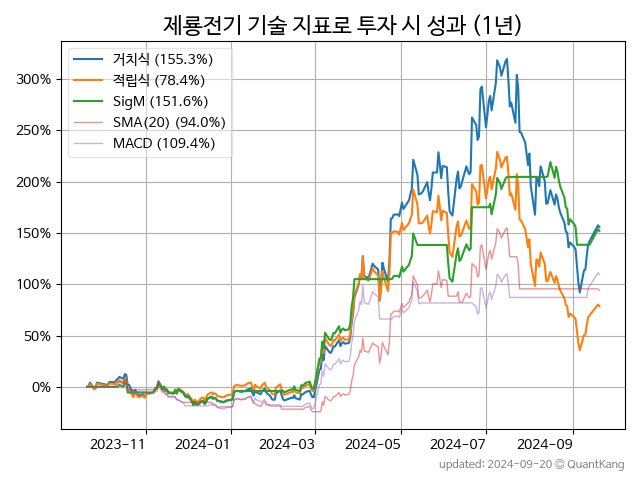 제룡전기 기술 지표로 투자 시 성과 (1년)
거치식 (155.3%)
적립식 (78.4%)
SigM (151.6%)
SMA(20) (94.0%)
MACD (109.4%)
300%
250%
200%
150%
100%
50%
0%
2023-11 2024-01 2024-03 2024-05 2024-07 2024-09
updated: 2024-09-20 © QuantKang